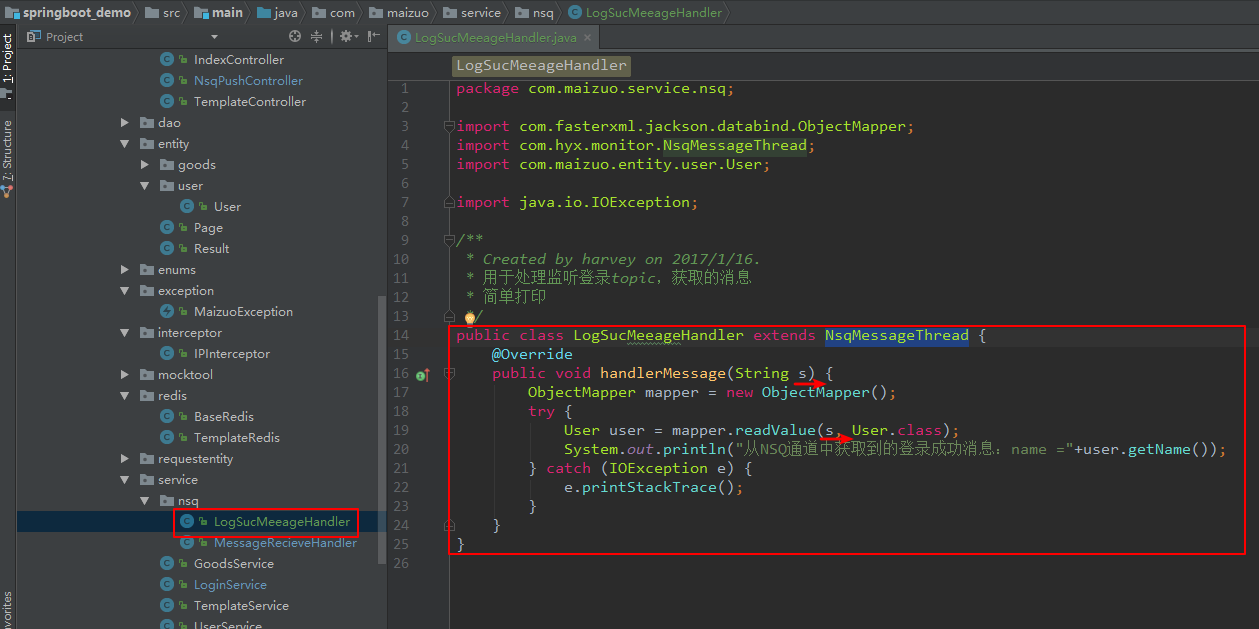 springboot_demo src main java com maizuo service nsq LogSucMeeageHandler
Project
LogSucMeeageHandler.java
1: Project
7: Structure
IndexController
NsqPushController
TemplateController
dao
entity
goods
user
User
Page
Result
enums
exception
MaizuoException
interceptor
IPInterceptor
mocktool
redis
BaseRedis
TemplateRedis
requestentity
service
nsq
LogSucMeeageHandler
MessageRecieveHandler
GoodsService
LoginService
TemplateService
UserService
LogSucMeeageHandler
1 package com.maizuo.service.nsq;
2
3 import com.fasterxml.jackson.databind.ObjectMapper;
4 import com.hyx.monitor.NsqMessageThread;
5 import com.maizuo.entity.user.User;
6
7 import java.io.IOException;
8
9 /**
10 * Created by harvey on 2017/1/16.
11 * 用于处理监听登录topic，获取的消息
12 * 简单打印
13 */
14 public class LogSucMeeageHandler extends NsqMessageThread {
15 @Override
16 public void handlerMessage(String s) {
17 ObjectMapper mapper = new ObjectMapper();
18 try {
19 User user = mapper.readValue(s, User.class);
20 System.out.println("从NSQ通道中获取到的登录成功消息：name ="+user.getName());
21 } catch (IOException e) {
22 e.printStackTrace();
23 }
24 }
25 }
26